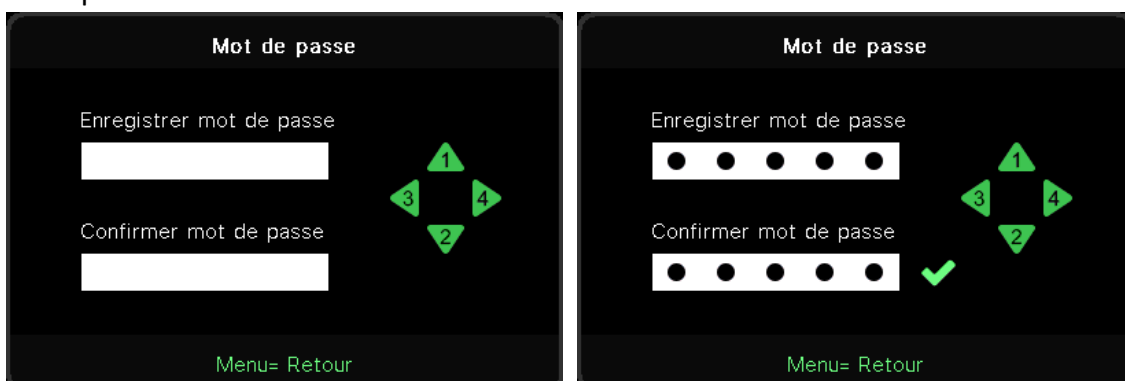 Mot de passe
Enregistrer mot de passe
1
3 4
Confirmer mot de passe
2
Menu= Retour
Mot de passe
Enregistrer mot de passe
1
3 4
Confirmer mot de passe
2
Menu= Retour